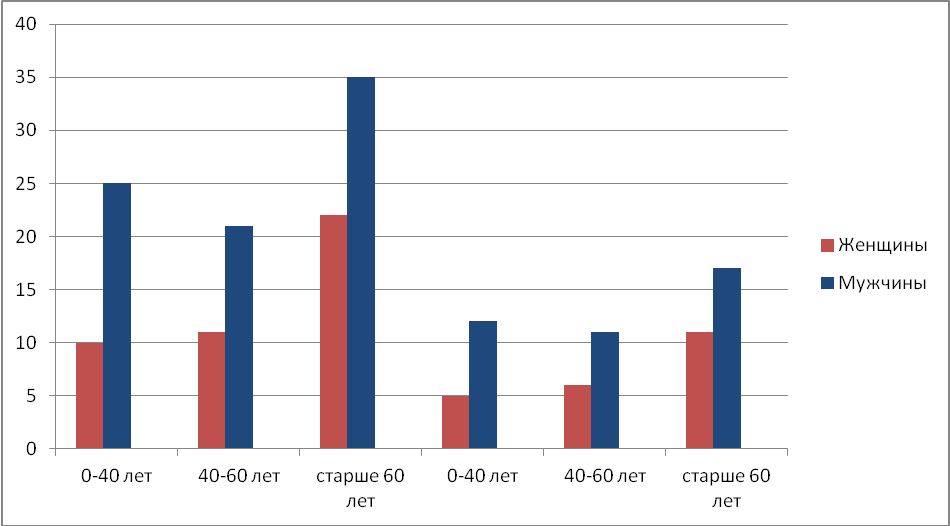 40
35
30
25
20
15
10
5
0
0-40 лет
40-60 лет
старше 60
лет
0-40 лет
40-60 лет
старше 60
лет
Женщины
Мужчины